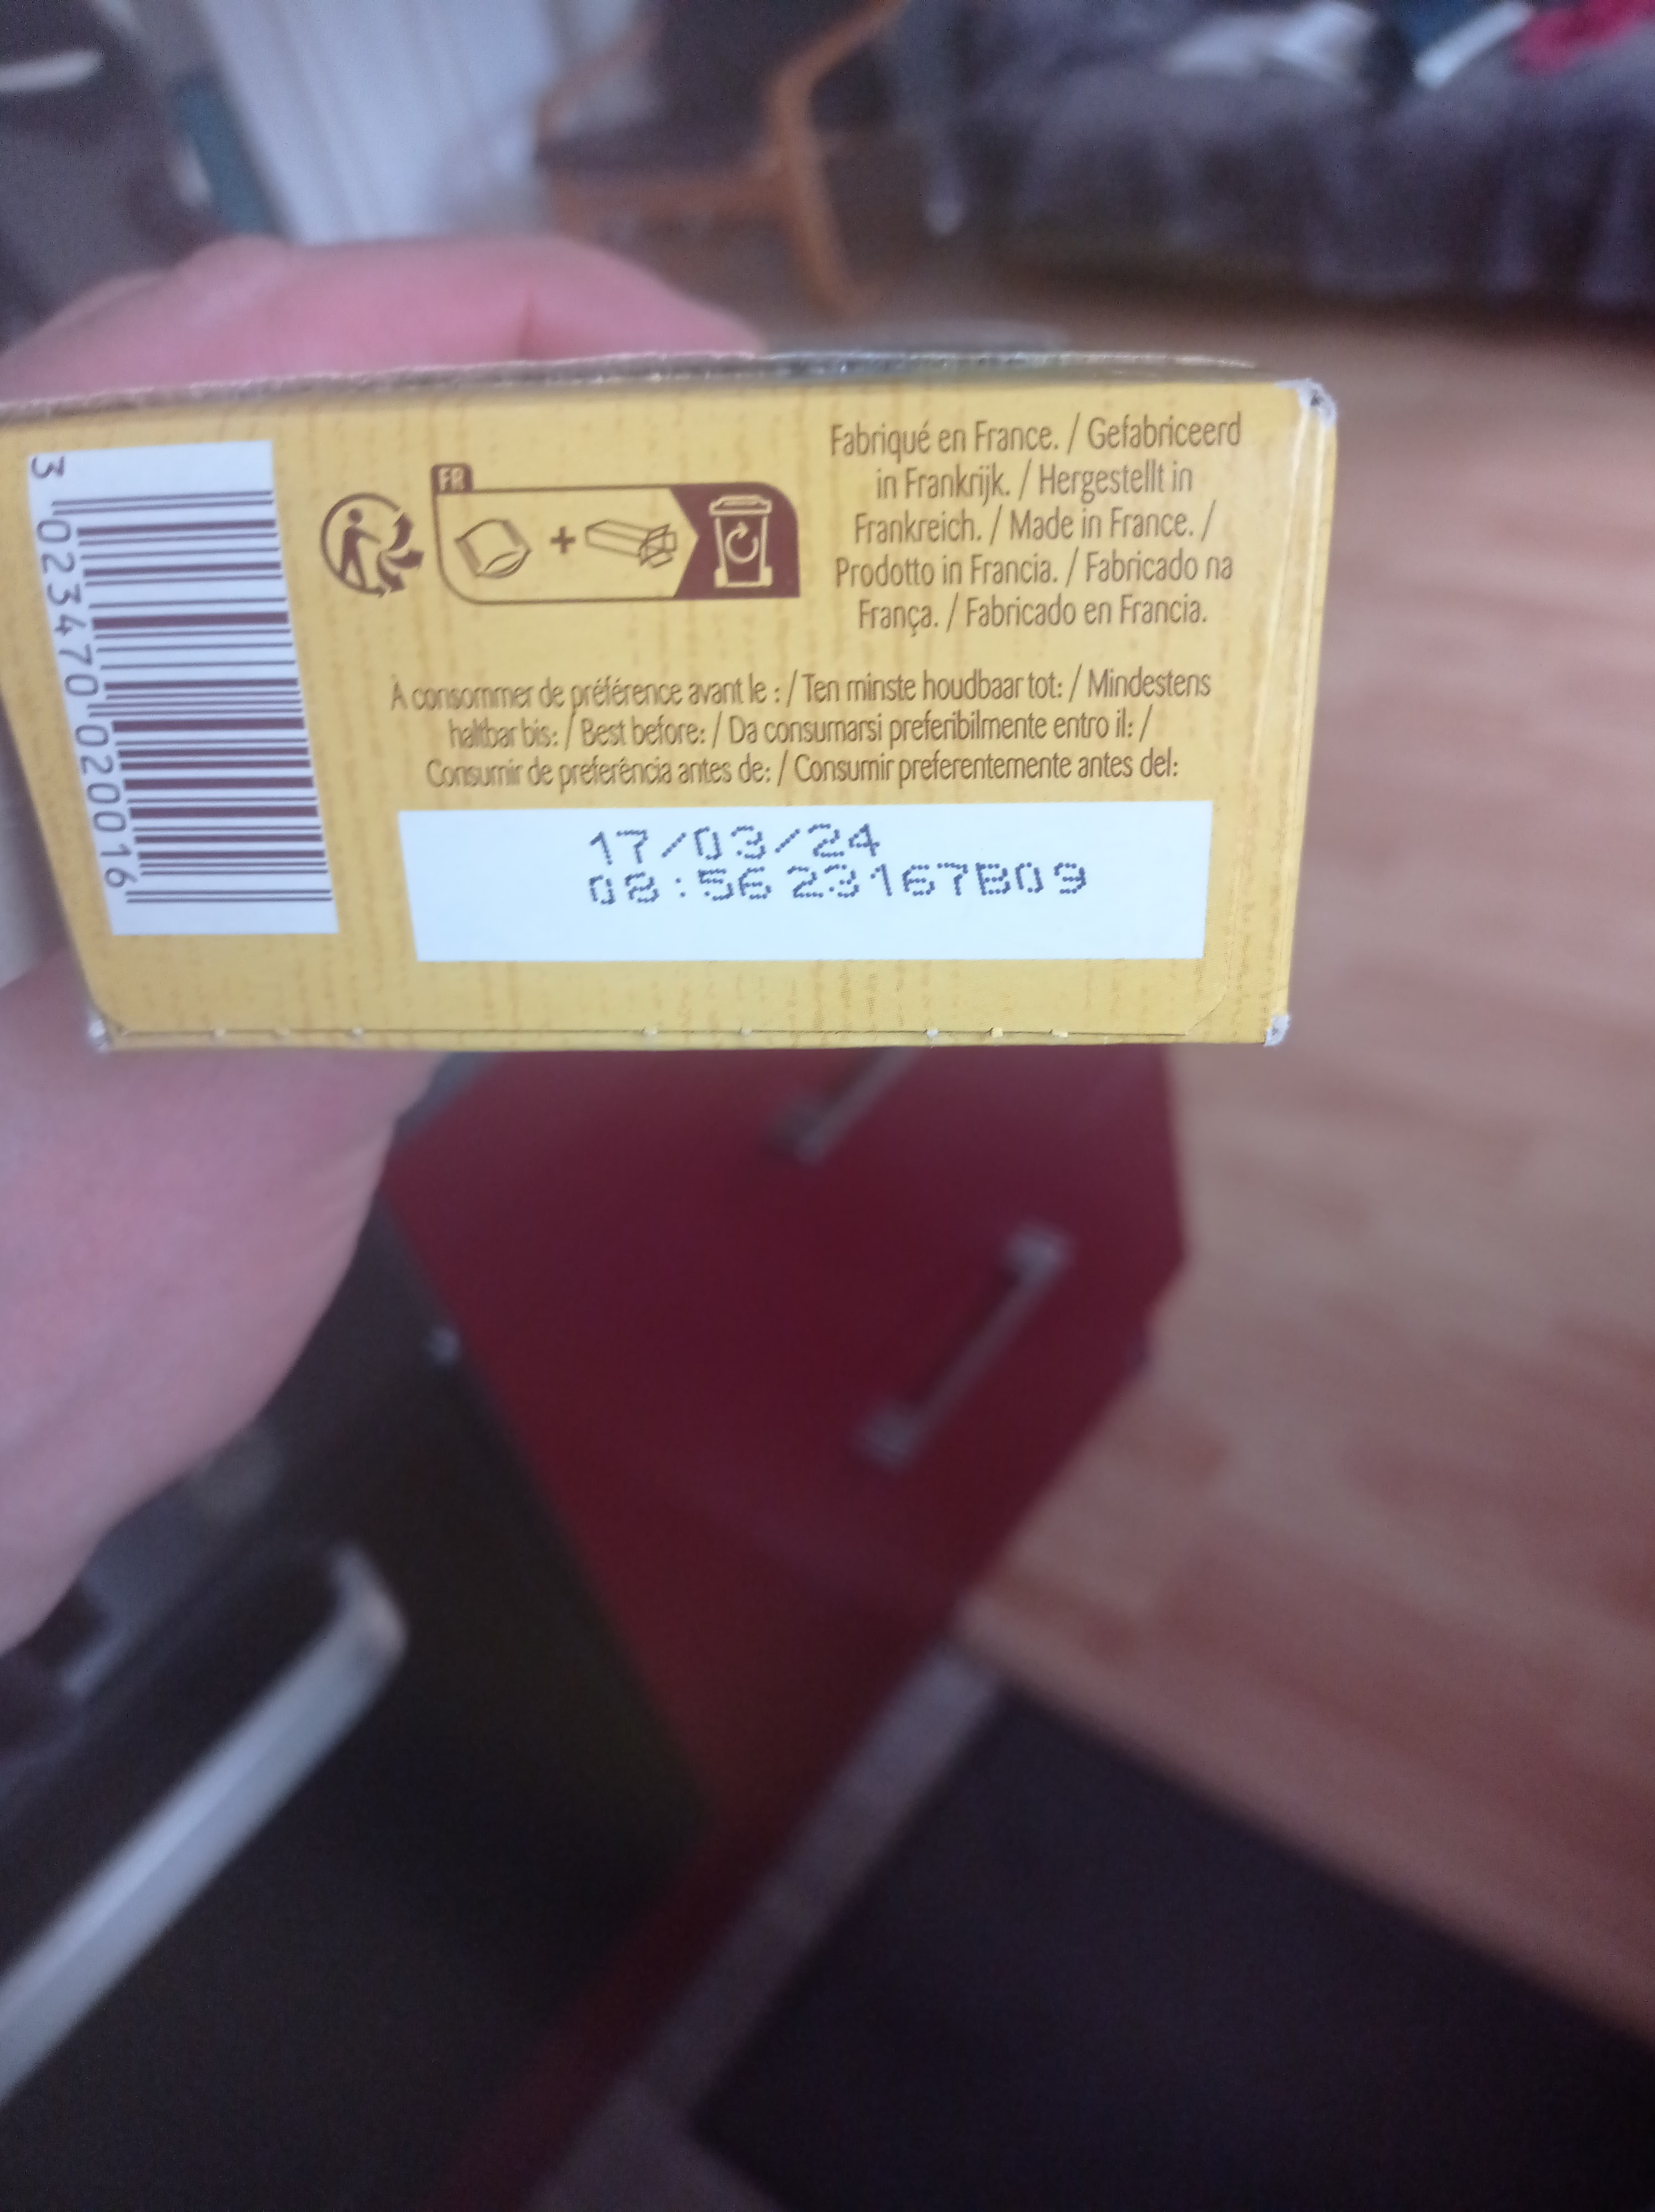 3 023470 020016
FR
Fabriqué en France. / Gefabriceerd
in Frankrijk. / Hergestellt in
Frankreich. / Made in France. /
Prodotto in Francia. / Fabricado na
França. / Fabricado en Francia.
À consommer de préférence avant le : / Ten minste houdbaar tot: / Mindestens
haltbar bis: / Best before: / Da consumarsi preferibilmente entro il: /
Consumir de preferência antes de: / Consumir preferentemente antes del:
17/03/24
08:56 23167B09